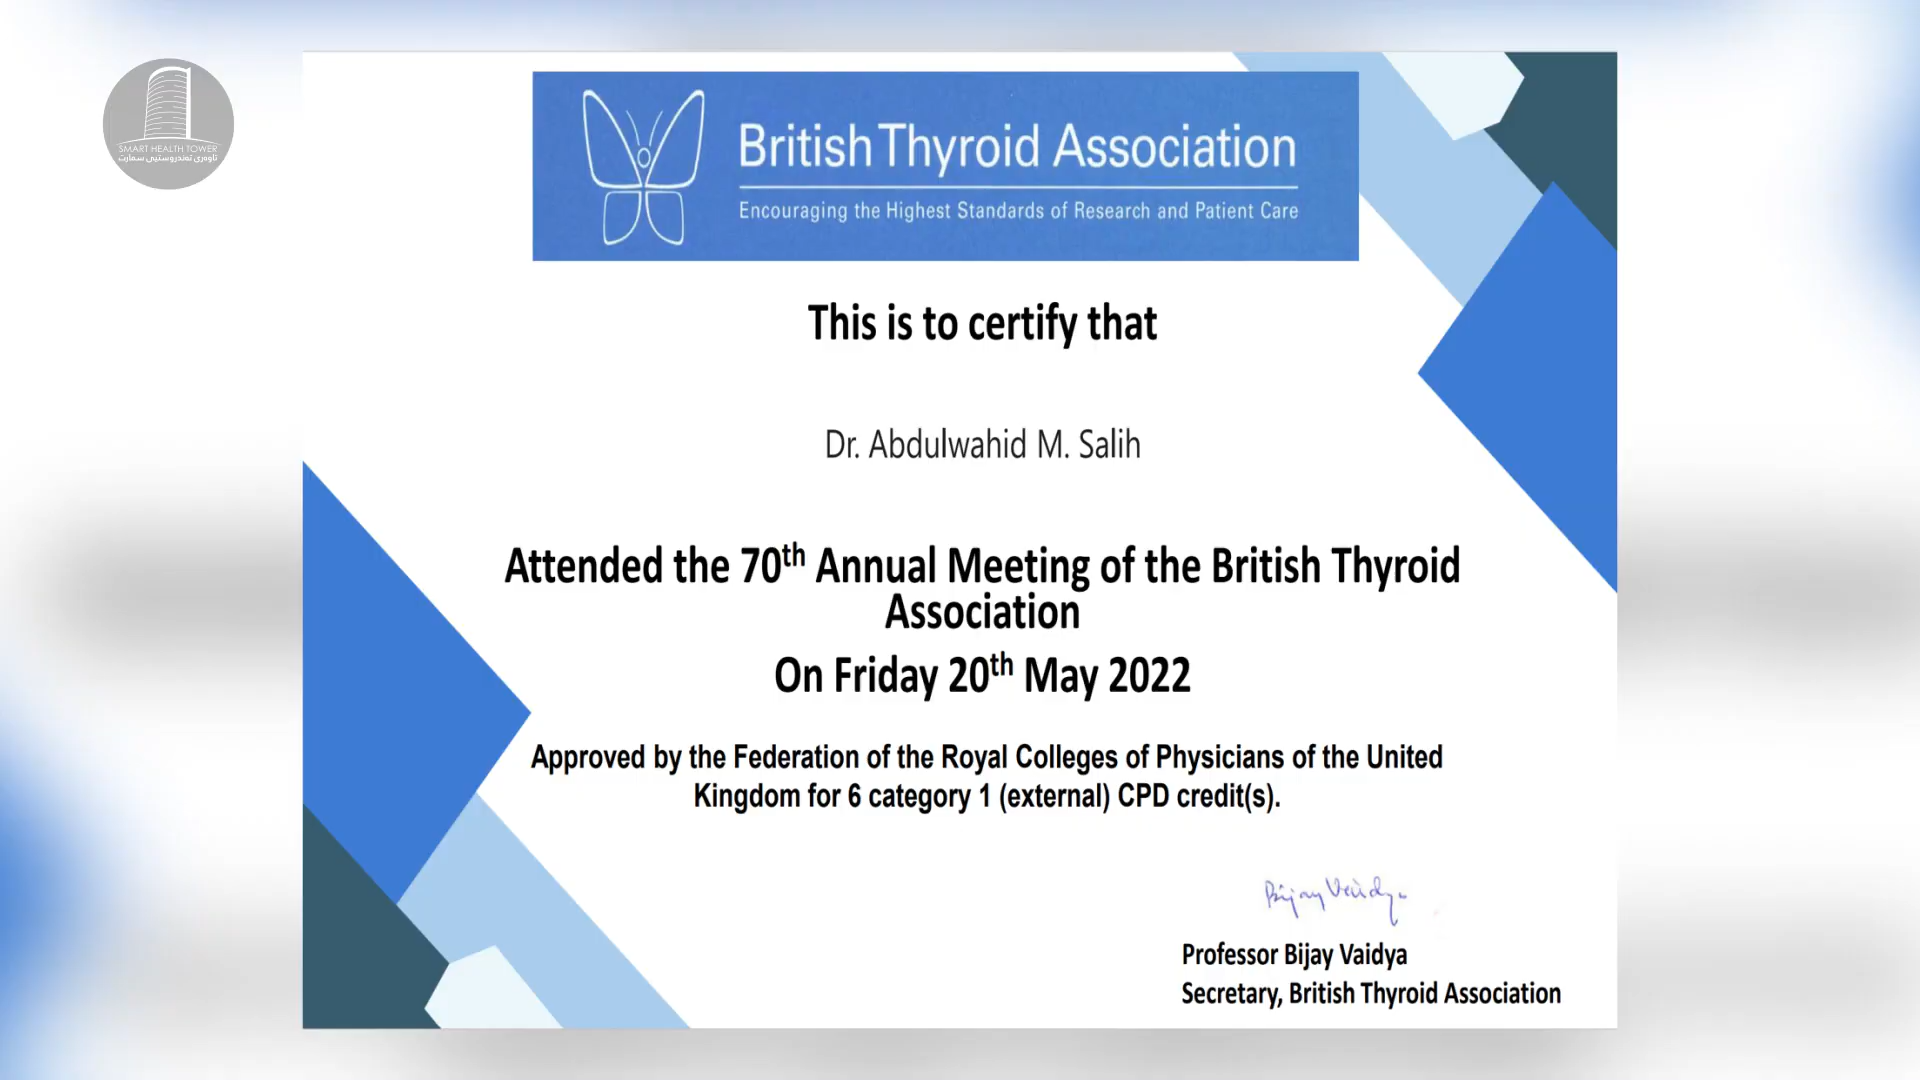 SMART HEALTH TOWER
تاوەری تەندروستیی سمارت
British Thyroid Association
Encouraging the Highest Standards of Research and Patient Care
This is to certify that
Dr. Abdulwahid M. Salih
Attended the 70th Annual Meeting of the British Thyroid
Association
On Friday 20th May 2022
Approved by the Federation of the Royal Colleges of Physicians of the United
Kingdom for 6 category 1 (external) CPD credit(s).
Bijay Vaidya
Professor Bijay Vaidya
Secretary, British Thyroid Association